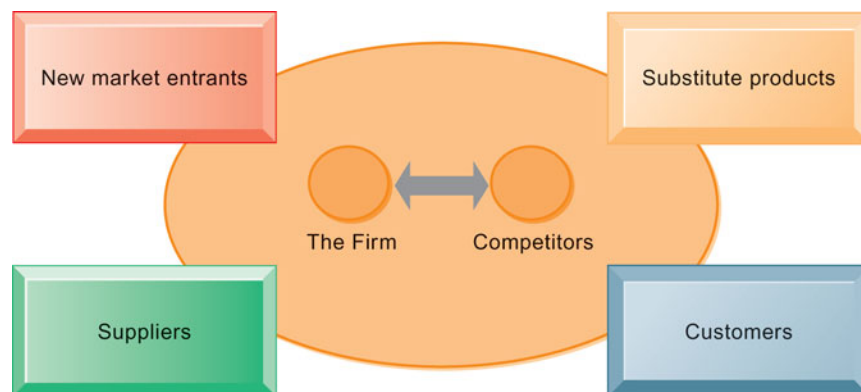 New market entrants
Substitute products
The Firm
Competitors
Suppliers
Customers